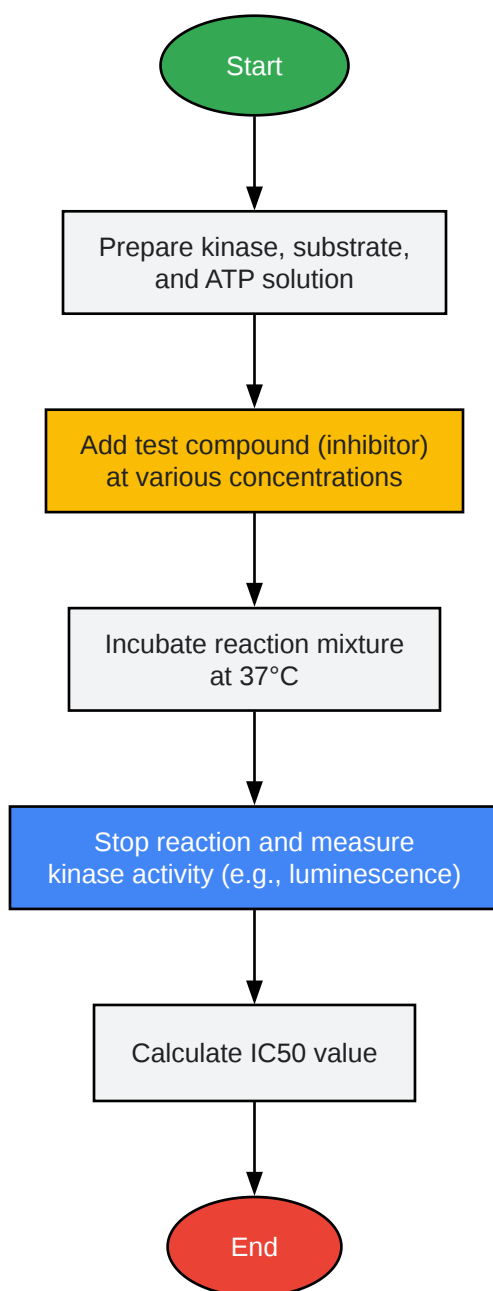 Start
Prepare kinase, substrate,
and ATP solution
Add test compound (inhibitor)
at various concentrations
Incubate reaction mixture
at 37°C
Stop reaction and measure
kinase activity (e.g., luminescence)
Calculate IC50 value
End